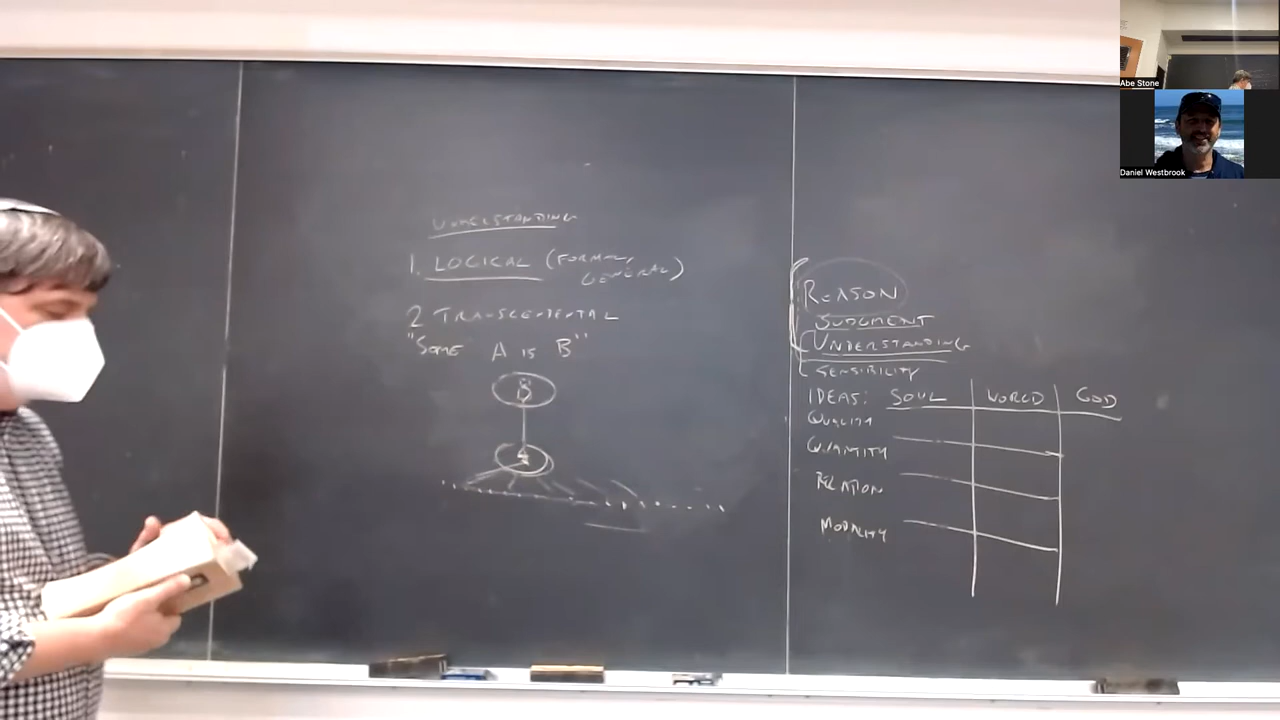 UNDERSTANDING
1. LOGICAL (FORMAL, GENERAL)
2 TRANSCENDENTAL
"SOME A IS B"
B
A
REASON
JUDGMENT
UNDERSTANDING
SENSIBILITY
IDEAS: SOUL WORLD GOD
QUALITY
QUANTITY
RELATION
MODALITY
Abe Stone
Daniel Westbrook